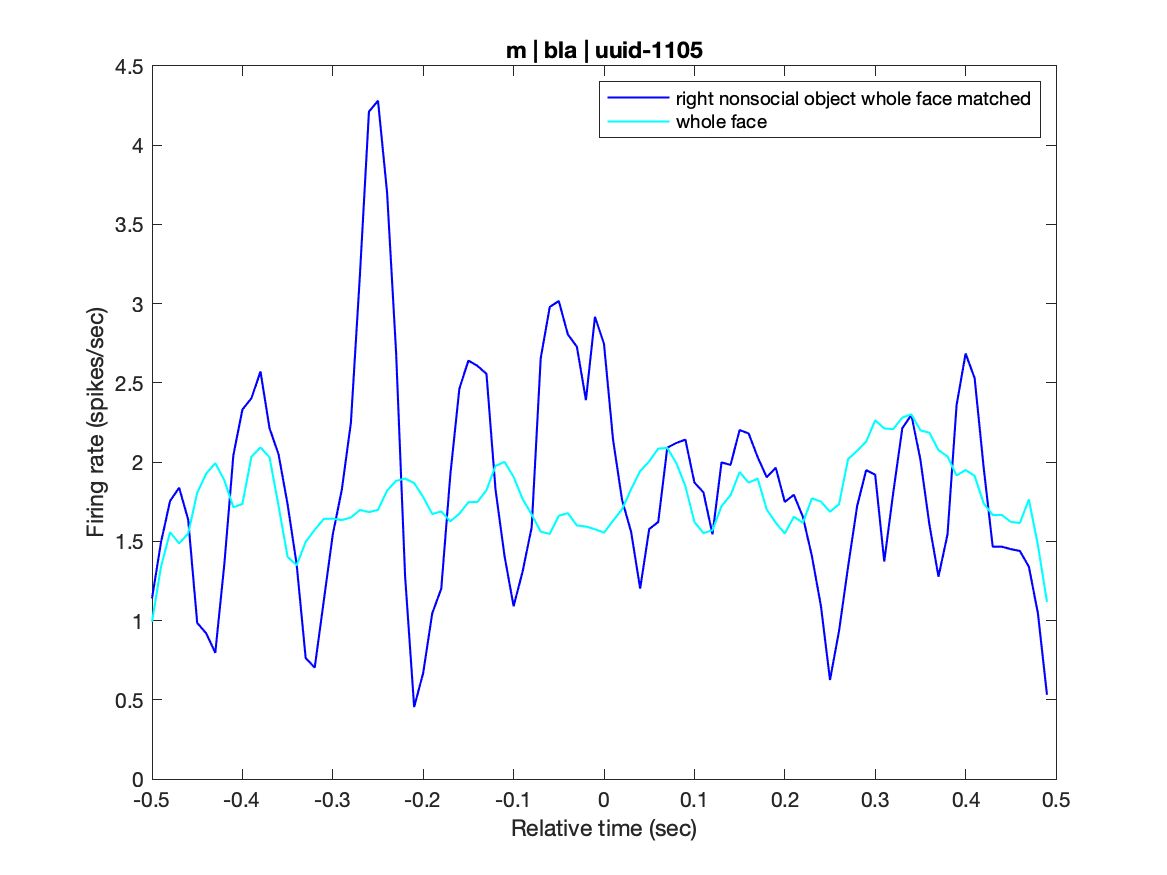 m | bla | uuid-1105
right nonsocial object whole face matched
whole face
Firing rate (spikes/sec)
4.5
4
3.5
3
2.5
2
1.5
1
0.5
0
-0.5 -0.4 -0.3 -0.2 -0.1 0 0.1 0.2 0.3 0.4 0.5
Relative time (sec)